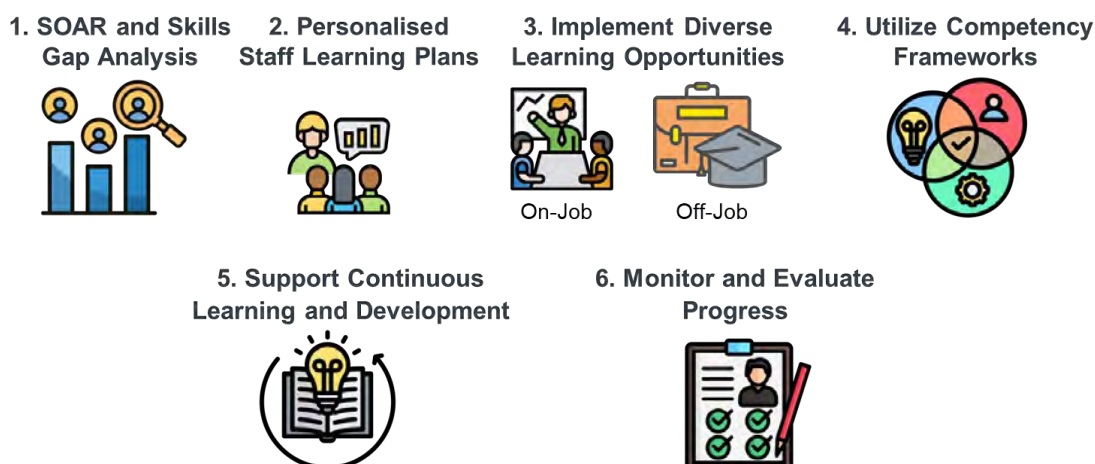 1. SOAR and Skills
Gap Analysis
2. Personalised
Staff Learning Plans
3. Implement Diverse
Learning Opportunities
On-Job
Off-Job
4. Utilize Competency
Frameworks
5. Support Continuous
Learning and Development
6. Monitor and Evaluate
Progress